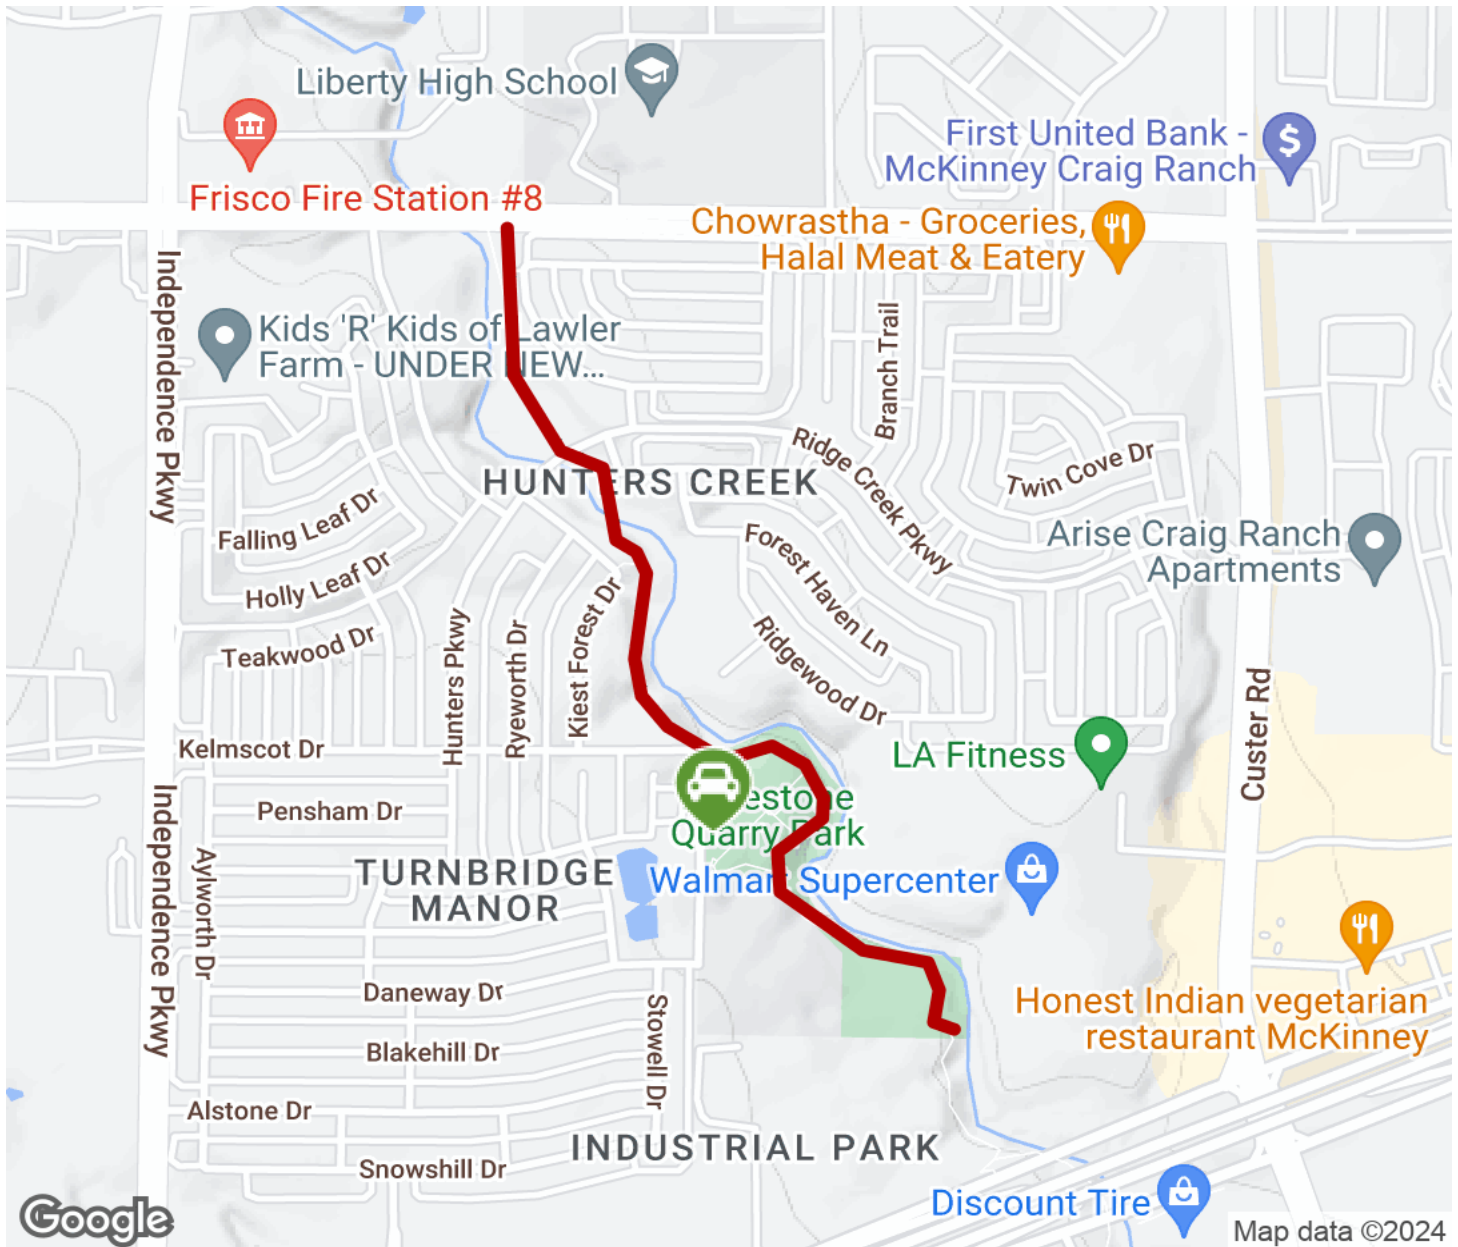 Liberty High School
First United Bank -
McKinney Craig Ranch
Frisco Fire Station #8
Chowrastha - Groceries,
Halal Meat & Eatery
Independence Pkwy
Kids 'R' Kids of Lawler
Farm - UNDER NEW...
Branch Trail
Ridge Creek Pkwy
Twin Cove Dr
HUNTERS CREEK
Falling Leaf Dr
Forest Haven Ln
Arise Craig Ranch
Apartments
Holly Leaf Dr
Teakwood Dr
Hunters Pkwy
Ryeworth Dr
Kiest Forest Dr
Ridgewood Dr
Custer Rd
Kelmscot Dr
LA Fitness
Pensham Dr
estone
Quarry Park
Independence Pkwy
Aylworth Dr
TURNBRIDGE
MANOR
Walmart Supercenter
Daneway Dr
Stowell Dr
Honest Indian vegetarian
restaurant McKinney
Blakehill Dr
Alstone Dr
INDUSTRIAL PARK
Snowshill Dr
Discount Tire
Google
Map data ©2024